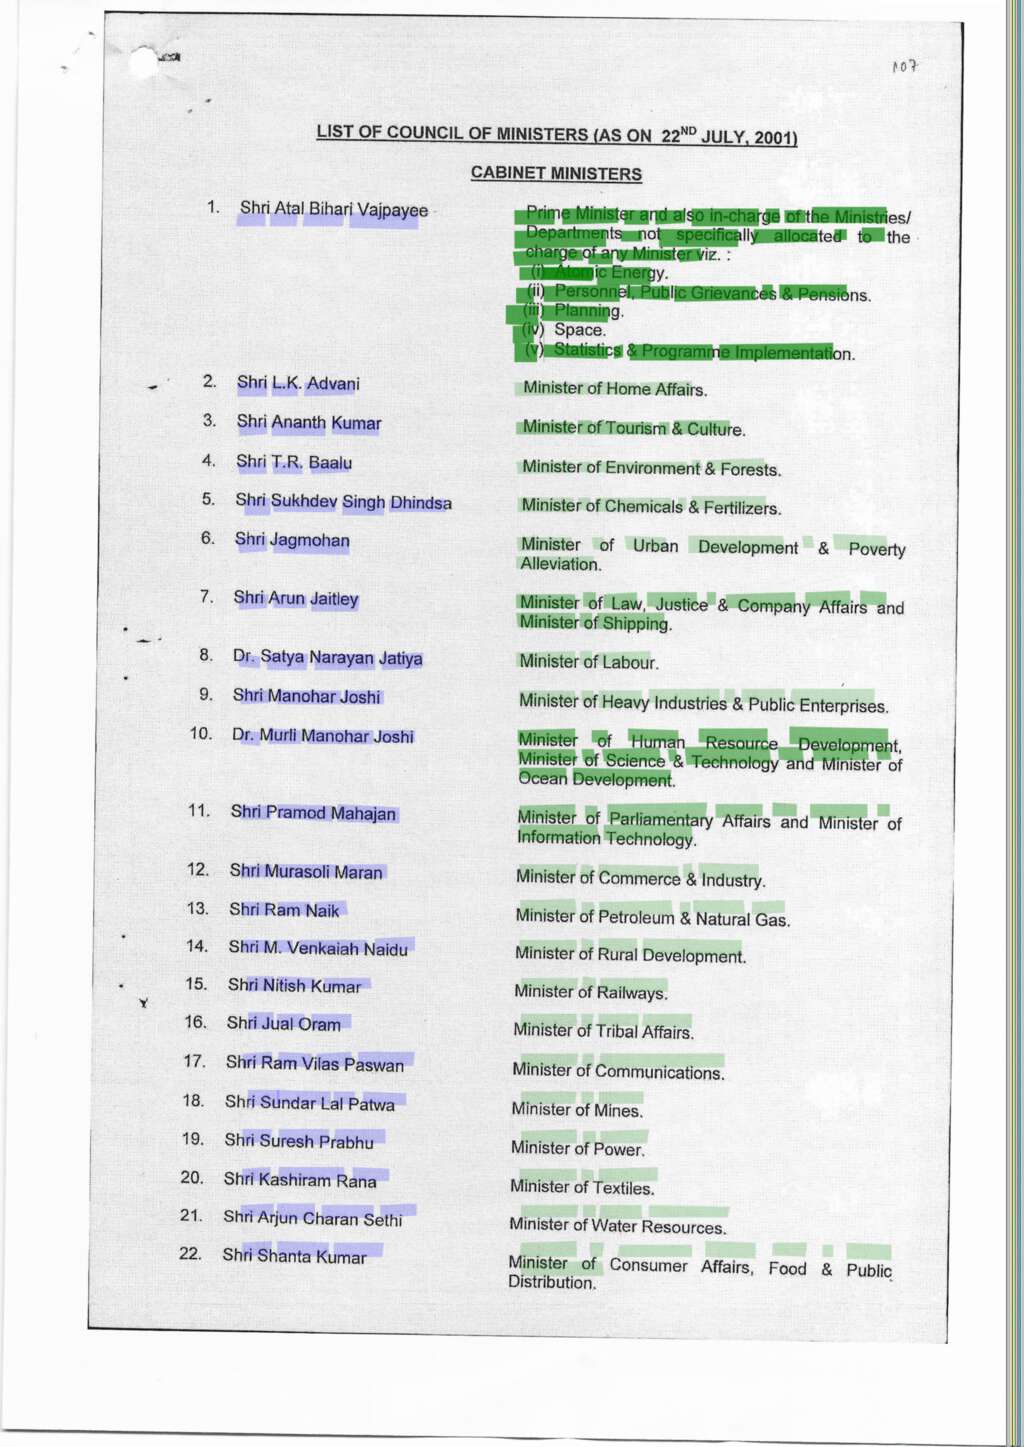 107
LIST OF COUNCIL OF MINISTERS (AS ON 22ND JULY, 2001)
CABINET MINISTERS
1. Shri Atal Bihari Vajpayee Prime Minister and also in-charge of the Ministries/
Departments not specifically allocated to the
charge of any Minister viz. :
(i) Atomic Energy.
(ii) Personnel, Public Grievances & Pensions.
(iii) Planning.
(iv) Space.
(v) Statistics & Programme Implementation.
2. Shri L.K. Advani Minister of Home Affairs.
3. Shri Ananth Kumar Minister of Tourism & Culture.
4. Shri T.R. Baalu Minister of Environment & Forests.
5. Shri Sukhdev Singh Dhindsa Minister of Chemicals & Fertilizers.
6. Shri Jagmohan Minister of Urban Development & Poverty
Alleviation.
7. Shri Arun Jaitley Minister of Law, Justice & Company Affairs and
Minister of Shipping.
8. Dr. Satya Narayan Jatiya Minister of Labour.
9. Shri Manohar Joshi Minister of Heavy Industries & Public Enterprises.
10. Dr. Murli Manohar Joshi Minister of Human Resource Development,
Minister of Science & Technology and Minister of
Ocean Development.
11. Shri Pramod Mahajan Minister of Parliamentary Affairs and Minister of
Information Technology.
12. Shri Murasoli Maran Minister of Commerce & Industry.
13. Shri Ram Naik Minister of Petroleum & Natural Gas.
14. Shri M. Venkaiah Naidu Minister of Rural Development.
15. Shri Nitish Kumar Minister of Railways.
16. Shri Jual Oram Minister of Tribal Affairs.
17. Shri Ram Vilas Paswan Minister of Communications.
18. Shri Sundar Lal Patwa Minister of Mines.
19. Shri Suresh Prabhu Minister of Power.
20. Shri Kashiram Rana Minister of Textiles.
21. Shri Arjun Charan Sethi Minister of Water Resources.
22. Shri Shanta Kumar Minister of Consumer Affairs, Food & Public
Distribution.